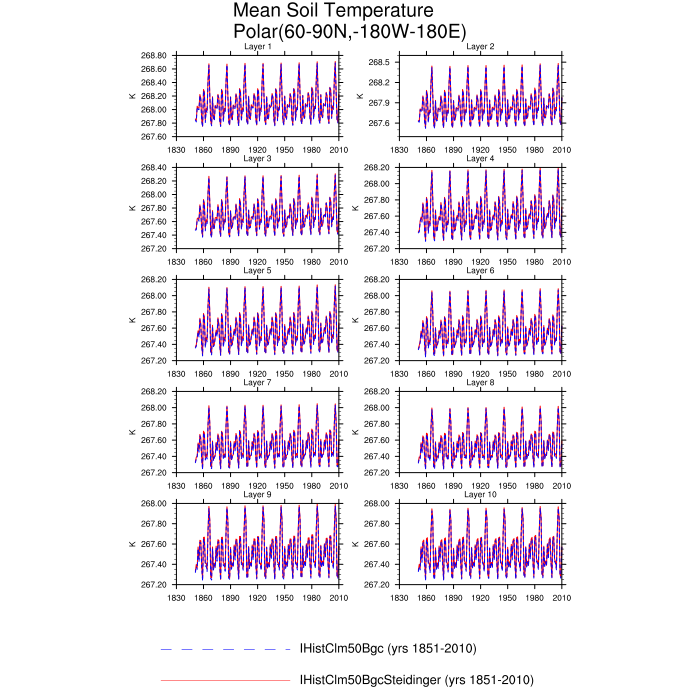 Mean Soil Temperature
Polar(60-90N,-180W-180E)
Layer 1
Layer 2
268.80
268.60
268.40
268.20
268.00
267.80
267.60
K
1830 1860 1890 1920 1950 1980 2010
268.5
268.2
267.9
267.6
K
1830 1860 1890 1920 1950 1980 2010
Layer 3
Layer 4
268.40
268.20
268.00
267.80
267.60
267.40
267.20
K
1830 1860 1890 1920 1950 1980 2010
268.20
268.00
267.80
267.60
267.40
267.20
K
1830 1860 1890 1920 1950 1980 2010
Layer 5
Layer 6
268.20
268.00
267.80
267.60
267.40
267.20
K
1830 1860 1890 1920 1950 1980 2010
268.20
268.00
267.80
267.60
267.40
267.20
K
1830 1860 1890 1920 1950 1980 2010
Layer 7
Layer 8
268.20
268.00
267.80
267.60
267.40
267.20
K
1830 1860 1890 1920 1950 1980 2010
268.20
268.00
267.80
267.60
267.40
267.20
K
1830 1860 1890 1920 1950 1980 2010
Layer 9
Layer 10
268.00
267.80
267.60
267.40
267.20
K
1830 1860 1890 1920 1950 1980 2010
268.00
267.80
267.60
267.40
267.20
K
1830 1860 1890 1920 1950 1980 2010
IHistClm50Bgc (yrs 1851-2010)
IHistClm50BgcSteidinger (yrs 1851-2010)